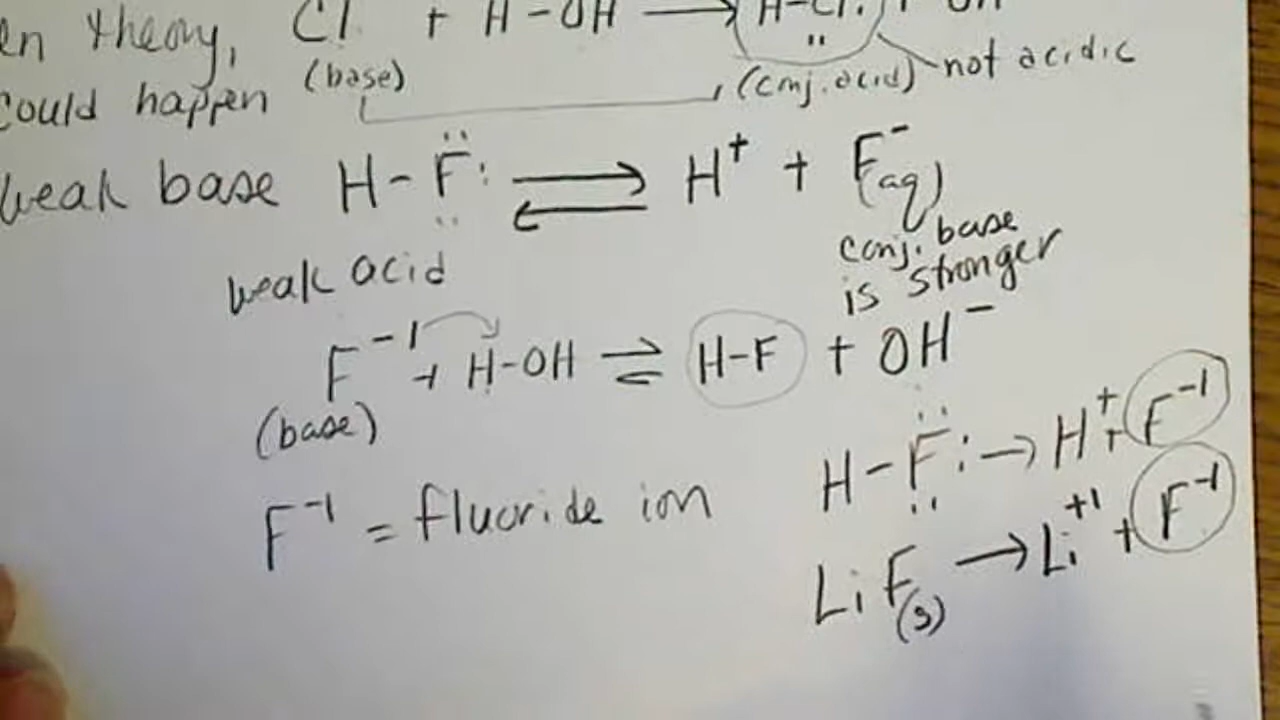 en theory, Cl + H-OH → H-Cl: + OH
could happen (base) (conj. acid) not acidic
weak base H-F: ⇌ H⁺ + F⁻(aq)
conj. base
is stronger
weak acid
F⁻¹ + H-OH ⇌ H-F + OH⁻
(base)
H-F: → H⁺ + F⁻¹
F⁻¹ = fluoride ion
LiF(s) → Li⁺¹ + F⁻¹